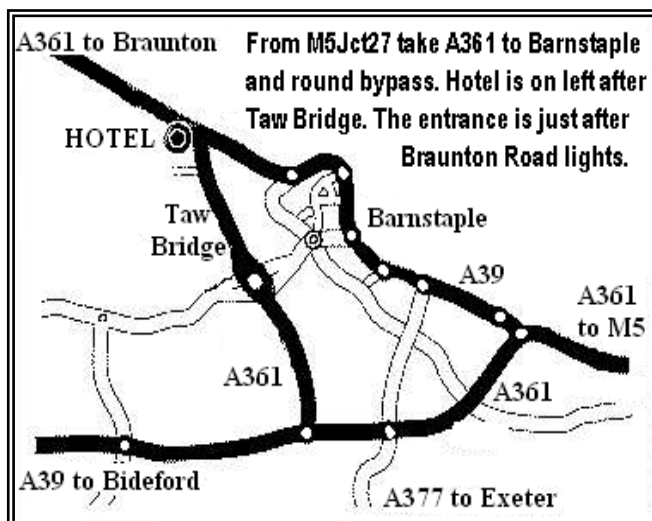 A361 to Braunton
From M5Jct27 take A361 to Barnstaple
and round bypass. Hotel is on left after
Taw Bridge. The entrance is just after
Braunton Road lights.
HOTEL
Taw
Bridge
Barnstaple
A39
A361
to M5
A361
A361
A39 to Bideford
A377 to Exeter